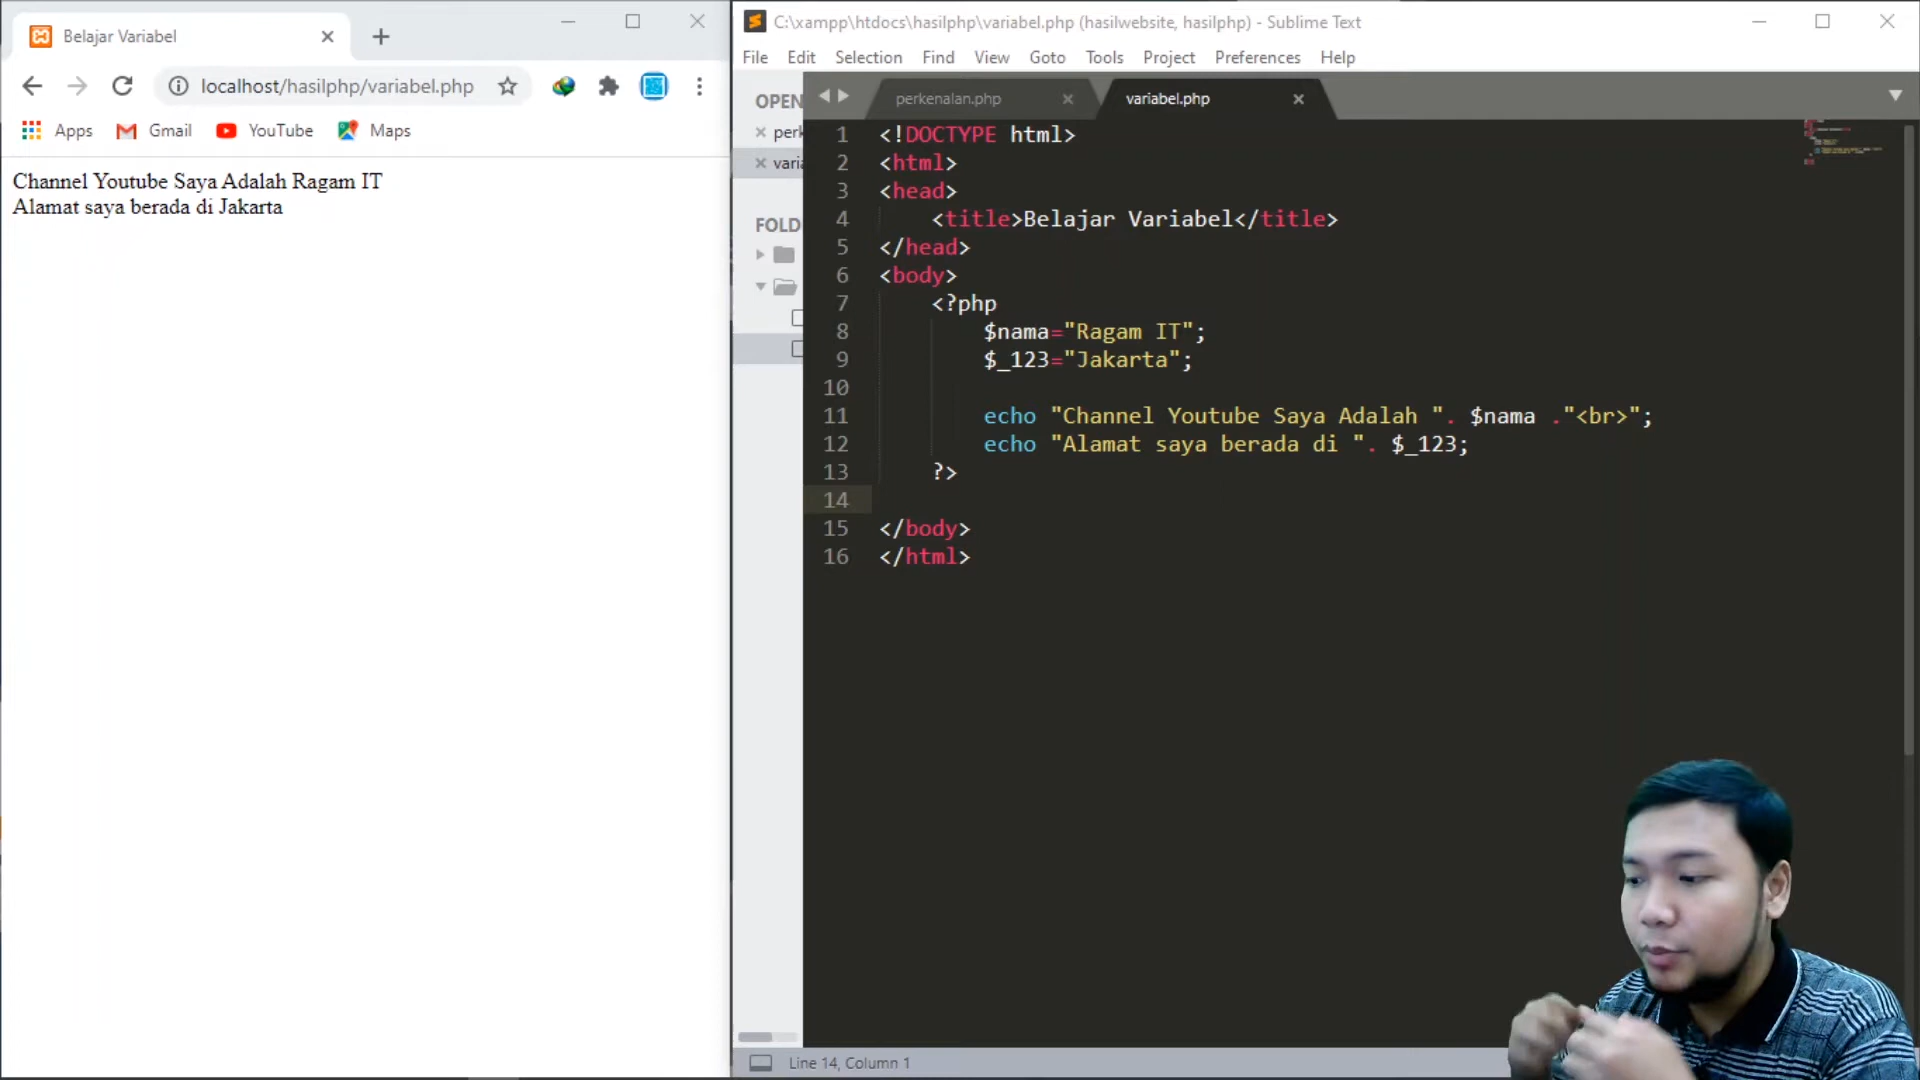 Belajar Variabel
localhost/hasilphp/variabel.php
Apps Gmail YouTube Maps
Channel Youtube Saya Adalah Ragam IT
Alamat saya berada di Jakarta
C:\xampp\htdocs\hasilphp\variabel.php (hasilwebsite, hasilphp) - Sublime Text
File Edit Selection Find View Goto Tools Project Preferences Help
OPEN
perk
varia
FOLD
perkenalan.php variabel.php
1 <!DOCTYPE html>
2 <html>
3 <head>
4 <title>Belajar Variabel</title>
5 </head>
6 <body>
7 <?php
8 $nama="Ragam IT";
9 $_123="Jakarta";
10
11 echo "Channel Youtube Saya Adalah ". $nama ."<br>";
12 echo "Alamat saya berada di ". $_123;
13 ?>
14
15 </body>
16 </html>
Line 14, Column 1